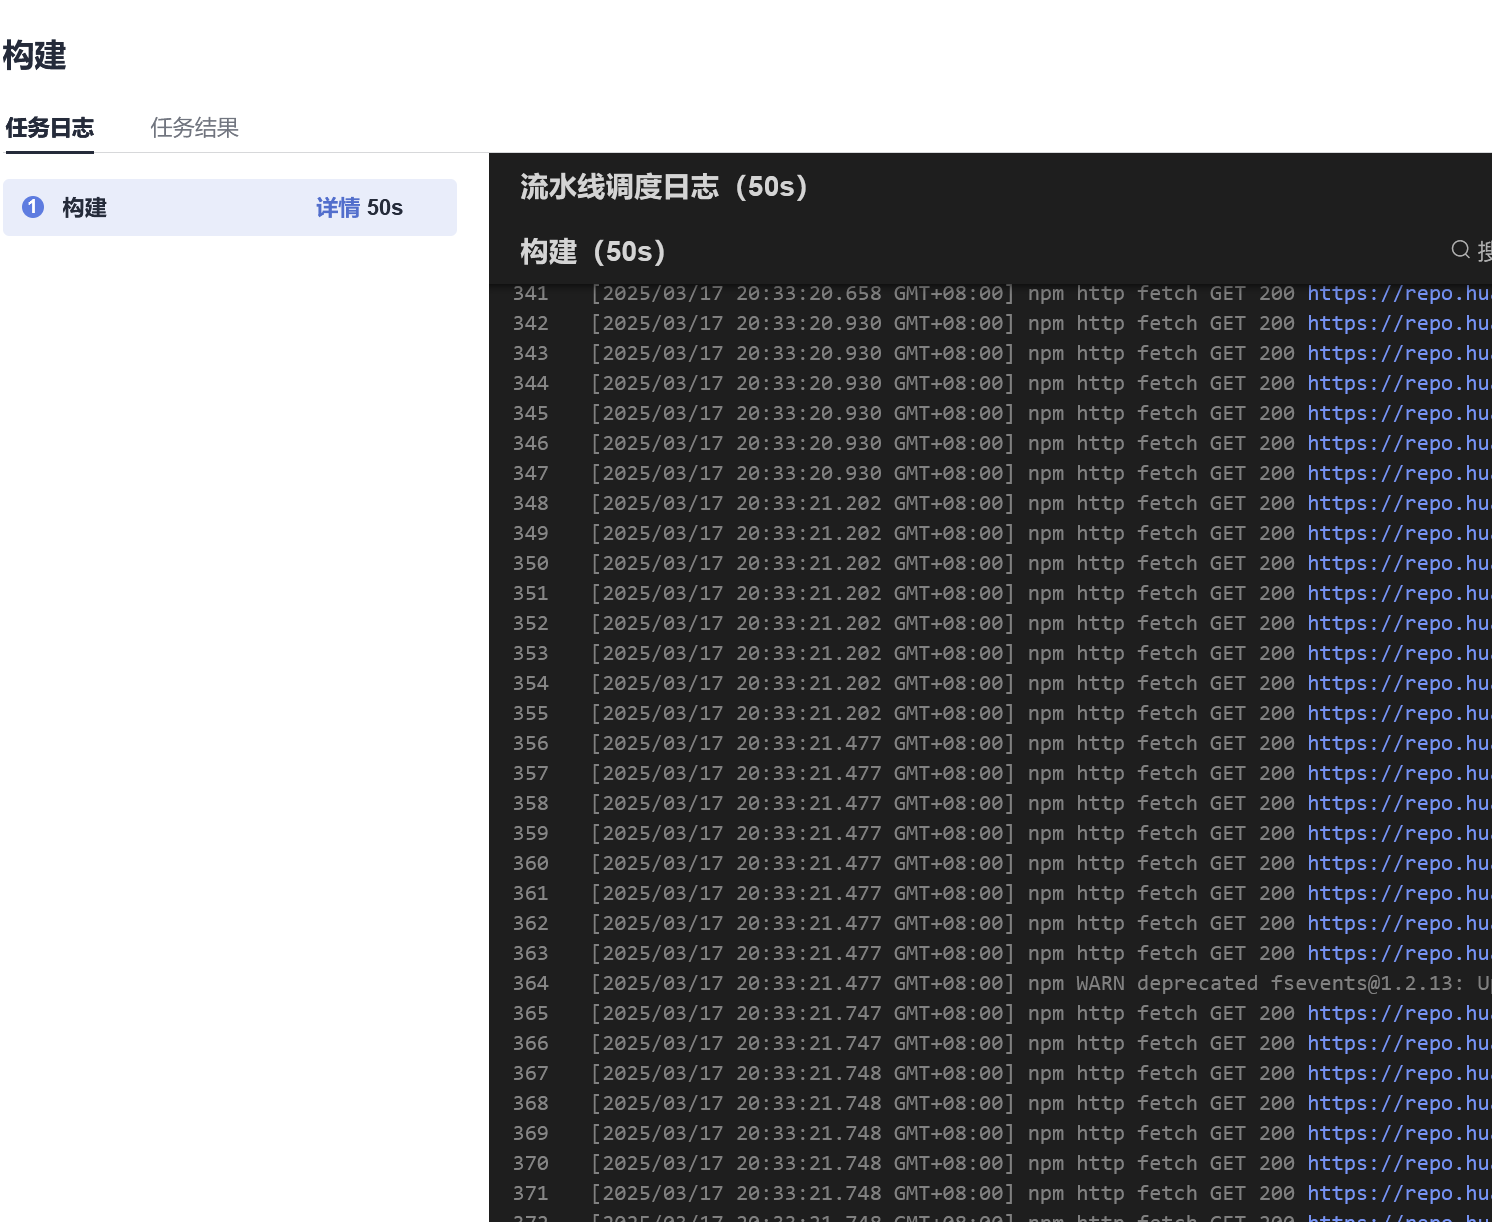 构建
任务日志 任务结果
1 构建 详情 50s
流水线调度日志（50s）
构建（50s）
341 [2025/03/17 20:33:20.658 GMT+08:00] npm http fetch GET 200 https://repo.hu
342 [2025/03/17 20:33:20.930 GMT+08:00] npm http fetch GET 200 https://repo.hu
343 [2025/03/17 20:33:20.930 GMT+08:00] npm http fetch GET 200 https://repo.hu
344 [2025/03/17 20:33:20.930 GMT+08:00] npm http fetch GET 200 https://repo.hu
345 [2025/03/17 20:33:20.930 GMT+08:00] npm http fetch GET 200 https://repo.hu
346 [2025/03/17 20:33:20.930 GMT+08:00] npm http fetch GET 200 https://repo.hu
347 [2025/03/17 20:33:20.930 GMT+08:00] npm http fetch GET 200 https://repo.hu
348 [2025/03/17 20:33:21.202 GMT+08:00] npm http fetch GET 200 https://repo.hu
349 [2025/03/17 20:33:21.202 GMT+08:00] npm http fetch GET 200 https://repo.hu
350 [2025/03/17 20:33:21.202 GMT+08:00] npm http fetch GET 200 https://repo.hu
351 [2025/03/17 20:33:21.202 GMT+08:00] npm http fetch GET 200 https://repo.hu
352 [2025/03/17 20:33:21.202 GMT+08:00] npm http fetch GET 200 https://repo.hu
353 [2025/03/17 20:33:21.202 GMT+08:00] npm http fetch GET 200 https://repo.hu
354 [2025/03/17 20:33:21.202 GMT+08:00] npm http fetch GET 200 https://repo.hu
355 [2025/03/17 20:33:21.202 GMT+08:00] npm http fetch GET 200 https://repo.hu
356 [2025/03/17 20:33:21.477 GMT+08:00] npm http fetch GET 200 https://repo.hu
357 [2025/03/17 20:33:21.477 GMT+08:00] npm http fetch GET 200 https://repo.hu
358 [2025/03/17 20:33:21.477 GMT+08:00] npm http fetch GET 200 https://repo.hu
359 [2025/03/17 20:33:21.477 GMT+08:00] npm http fetch GET 200 https://repo.hu
360 [2025/03/17 20:33:21.477 GMT+08:00] npm http fetch GET 200 https://repo.hu
361 [2025/03/17 20:33:21.477 GMT+08:00] npm http fetch GET 200 https://repo.hu
362 [2025/03/17 20:33:21.477 GMT+08:00] npm http fetch GET 200 https://repo.hu
363 [2025/03/17 20:33:21.477 GMT+08:00] npm http fetch GET 200 https://repo.hu
364 [2025/03/17 20:33:21.477 GMT+08:00] npm WARN deprecated fsevents@1.2.13: U
365 [2025/03/17 20:33:21.747 GMT+08:00] npm http fetch GET 200 https://repo.hu
366 [2025/03/17 20:33:21.747 GMT+08:00] npm http fetch GET 200 https://repo.hu
367 [2025/03/17 20:33:21.748 GMT+08:00] npm http fetch GET 200 https://repo.hu
368 [2025/03/17 20:33:21.748 GMT+08:00] npm http fetch GET 200 https://repo.hu
369 [2025/03/17 20:33:21.748 GMT+08:00] npm http fetch GET 200 https://repo.hu
370 [2025/03/17 20:33:21.748 GMT+08:00] npm http fetch GET 200 https://repo.hu
371 [2025/03/17 20:33:21.748 GMT+08:00] npm http fetch GET 200 https://repo.hu